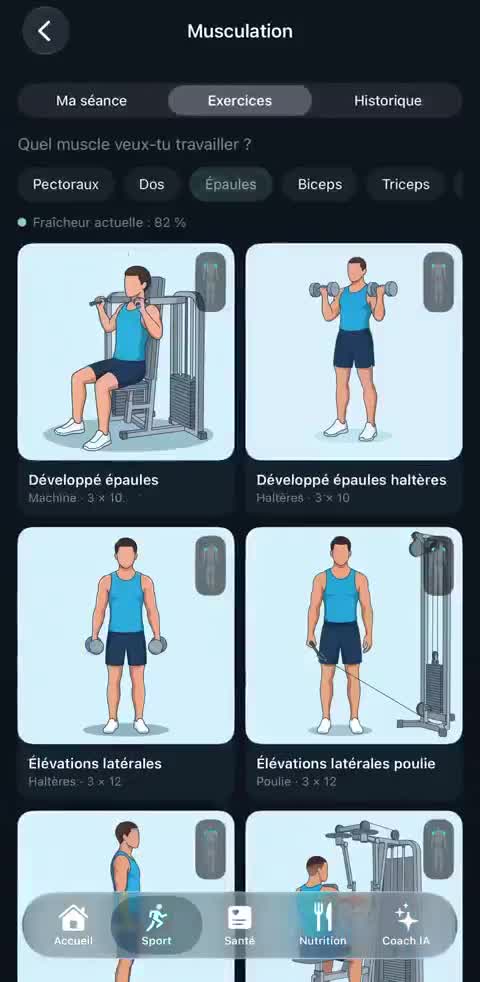 Musculation
Ma séance
Exercices
Historique
Quel muscle veux-tu travailler ?
Pectoraux
Dos
Épaules
Biceps
Triceps
Fraîcheur actuelle : 82 %
Développé épaules
Machine · 3 × 10
Développé épaules haltères
Haltères · 3 × 10
Élévations latérales
Haltères · 3 × 12
Élévations latérales poulie
Poulie · 3 × 12
Accueil
Sport
Santé
Nutrition
Coach IA